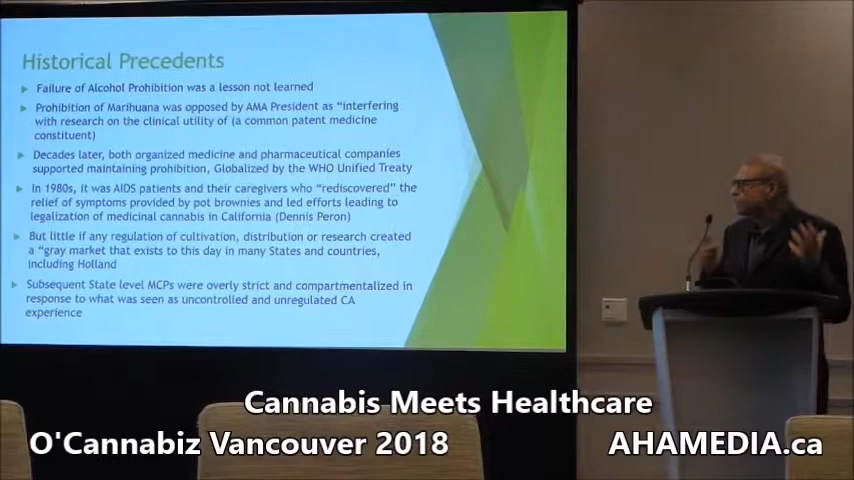 Historical Precedents
Failure of Alcohol Prohibition was a lesson not learned
Prohibition of Marihuana was opposed by AMA President as "interfering
with research on the clinical utility of (a common patent medicine
constituent)
Decades later, both organized medicine and pharmaceutical companies
supported maintaining prohibition, Globalized by the WHO Unified Treaty
In 1980s, it was AIDS patients and their caregivers who "rediscovered" the
relief of symptoms provided by pot brownies and led efforts leading to
legalization of medicinal cannabis in California (Dennis Peron)
But little if any regulation of cultivation, distribution or research created
a "gray market that exists to this day in many States and countries,
including Holland
Subsequent State level MCPs were overly strict and compartmentalized in
response to what was seen as uncontrolled and unregulated CA
experience
Cannabis Meets Healthcare
O'Cannabiz Vancouver 2018
AHAMEDIA.ca